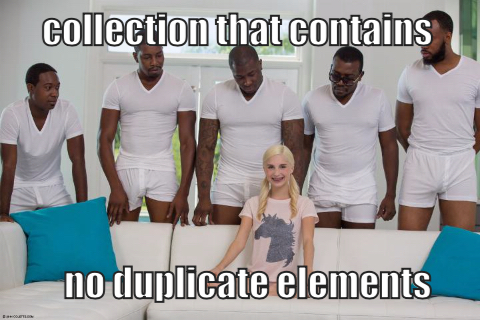 collection that contains
no duplicate elements